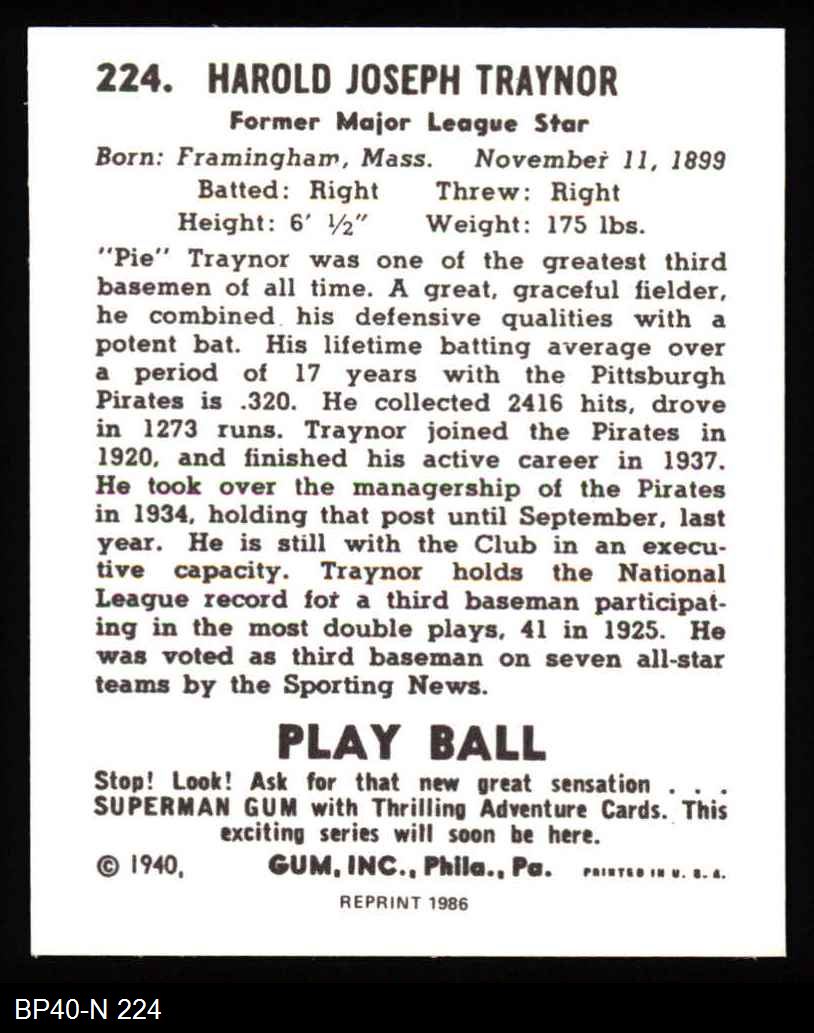 224. HAROLD JOSEPH TRAYNOR
Former Major League Star
Born: Framingham, Mass. November 11, 1899
Batted: Right Threw: Right
Height: 6' ½" Weight: 175 lbs.
"Pie" Traynor was one of the greatest third
basemen of all time. A great, graceful fielder,
he combined his defensive qualities with a
potent bat. His lifetime batting average over
a period of 17 years with the Pittsburgh
Pirates is .320. He collected 2416 hits, drove
in 1273 runs. Traynor joined the Pirates in
1920, and finished his active career in 1937.
He took over the managership of the Pirates
in 1934, holding that post until September, last
year. He is still with the Club in an execu-
tive capacity. Traynor holds the National
League record for a third baseman participat-
ing in the most double plays, 41 in 1925. He
was voted as third baseman on seven all-star
teams by the Sporting News.
PLAY BALL
Stop! Look! Ask for that new great sensation . . .
SUPERMAN GUM with Thrilling Adventure Cards. This
exciting series will soon be here.
© 1940, GUM, INC., Phila., Pa. PRINTED IN U. S. A.
REPRINT 1986
BP40-N 224